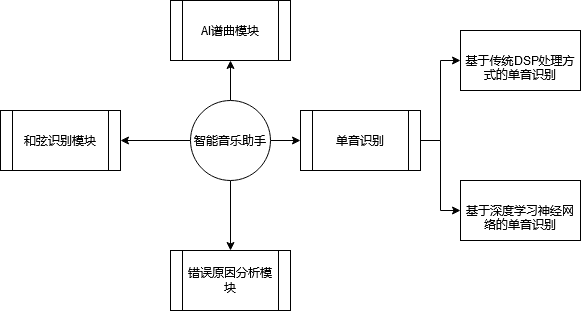 AI谱曲模块
基于传统DSP处理方
式的单音识别
和弦识别模块
智能音乐助手
单音识别
基于深度学习神经网
络的单音识别
错误原因分析模
块